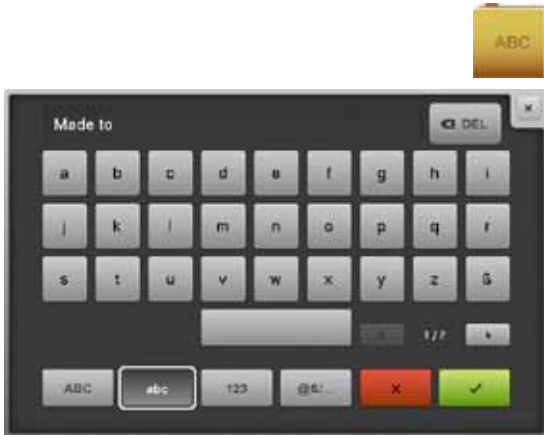 ABC
Made to
DEL
×
a b c d e f g h i
j k l m n o p q r
s t u v w x y z ß
1/7
ABC abc 123 @&!... × ✓